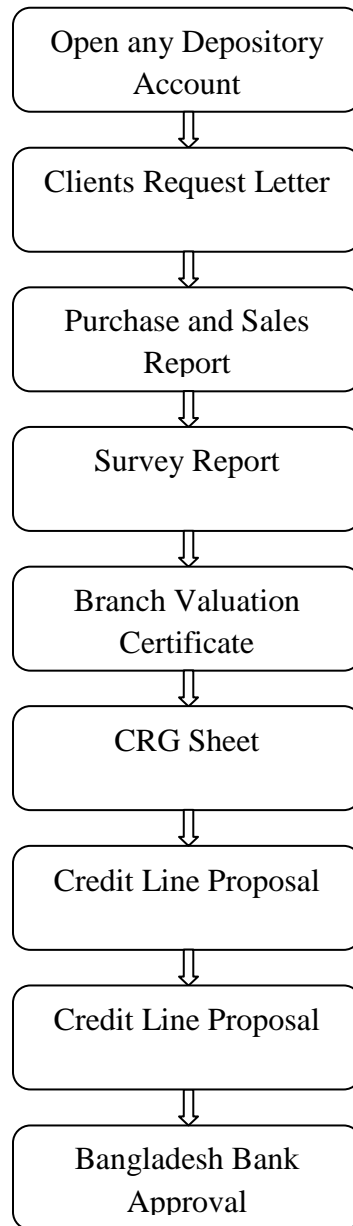 Open any Depository
Account
Clients Request Letter
Purchase and Sales
Report
Survey Report
Branch Valuation
Certificate
CRG Sheet
Credit Line Proposal
Credit Line Proposal
Bangladesh Bank
Approval